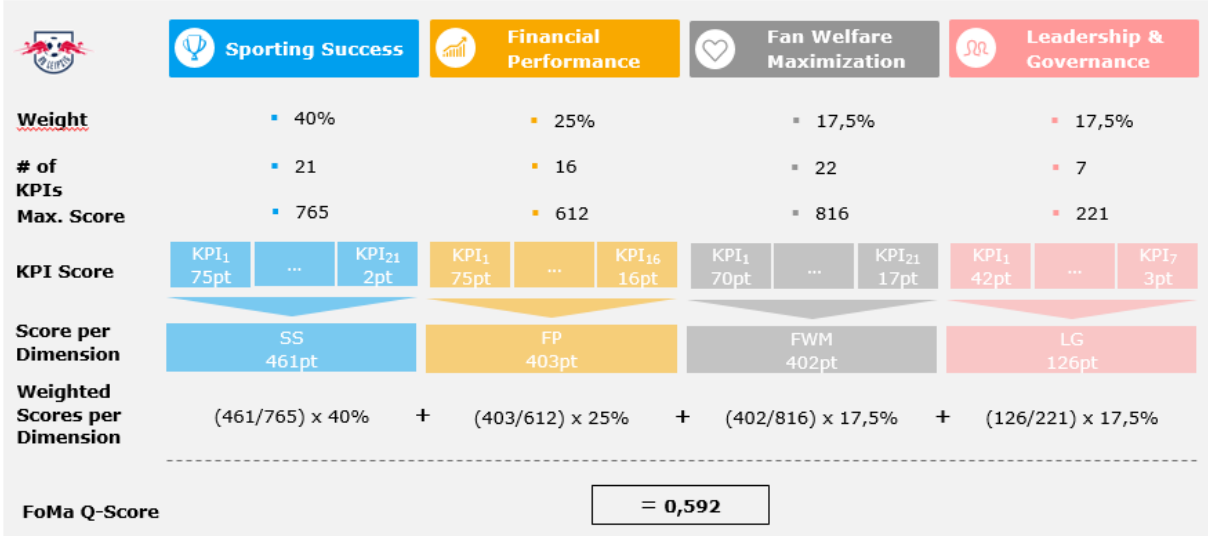 RB LEIPZIG
Sporting Success
Financial
Performance
Fan Welfare
Maximization
Leadership &
Governance
Weight
▪ 40%
▪ 25%
▪ 17,5%
▪ 17,5%
# of
KPIs
▪ 21
▪ 16
▪ 22
▪ 7
Max. Score
▪ 765
▪ 612
▪ 816
▪ 221
KPI Score
KPI₁
75pt
...
KPI₂₁
2pt
KPI₁
75pt
...
KPI₁₆
16pt
KPI₁
70pt
...
KPI₂₁
17pt
KPI₁
42pt
...
KPI₇
3pt
Score per
Dimension
SS
461pt
FP
403pt
FWM
402pt
LG
126pt
Weighted
Scores per
Dimension
(461/765) x 40% + (403/612) x 25% + (402/816) x 17,5% + (126/221) x 17,5%
FoMa Q-Score
= 0,592